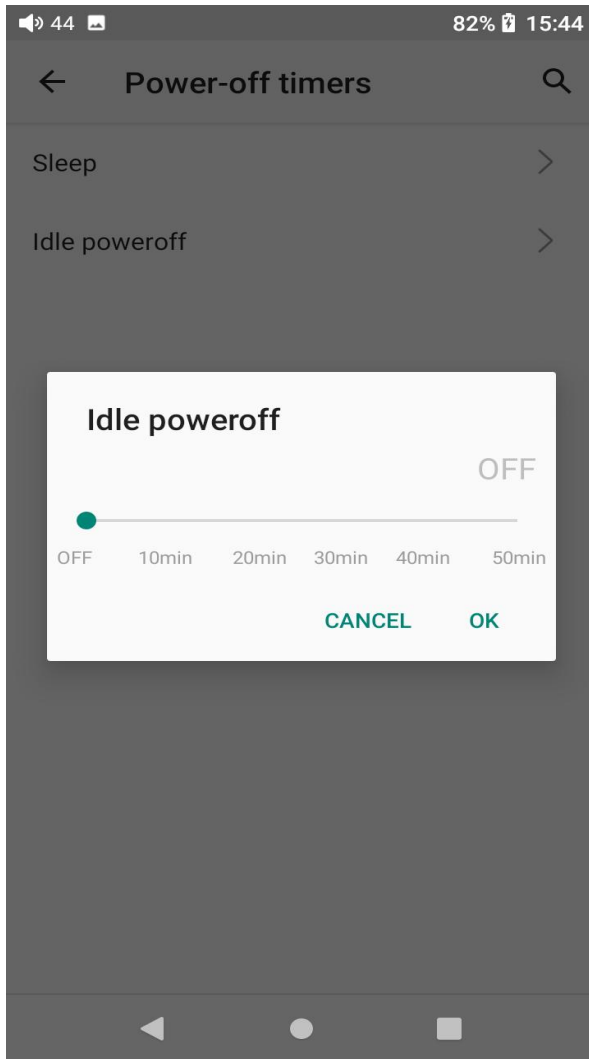 44 82% 15:44
Power-off timers
Sleep
Idle poweroff
Idle poweroff
OFF
OFF 10min 20min 30min 40min 50min
CANCEL OK